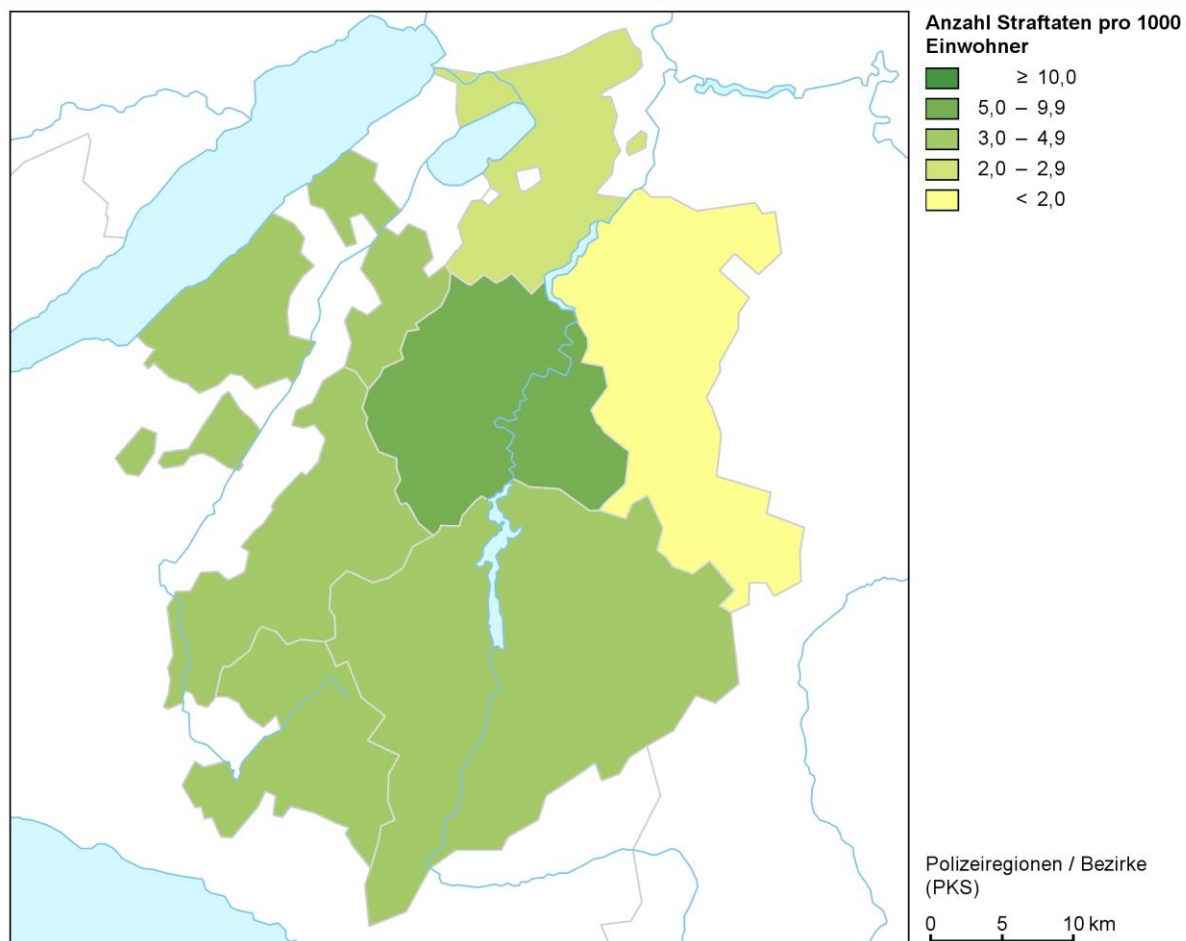 Anzahl Straftaten pro 1000
Einwohner
≥ 10,0
5,0 – 9,9
3,0 – 4,9
2,0 – 2,9
< 2,0
Polizeiregionen / Bezirke
(PKS)
0 5 10 km